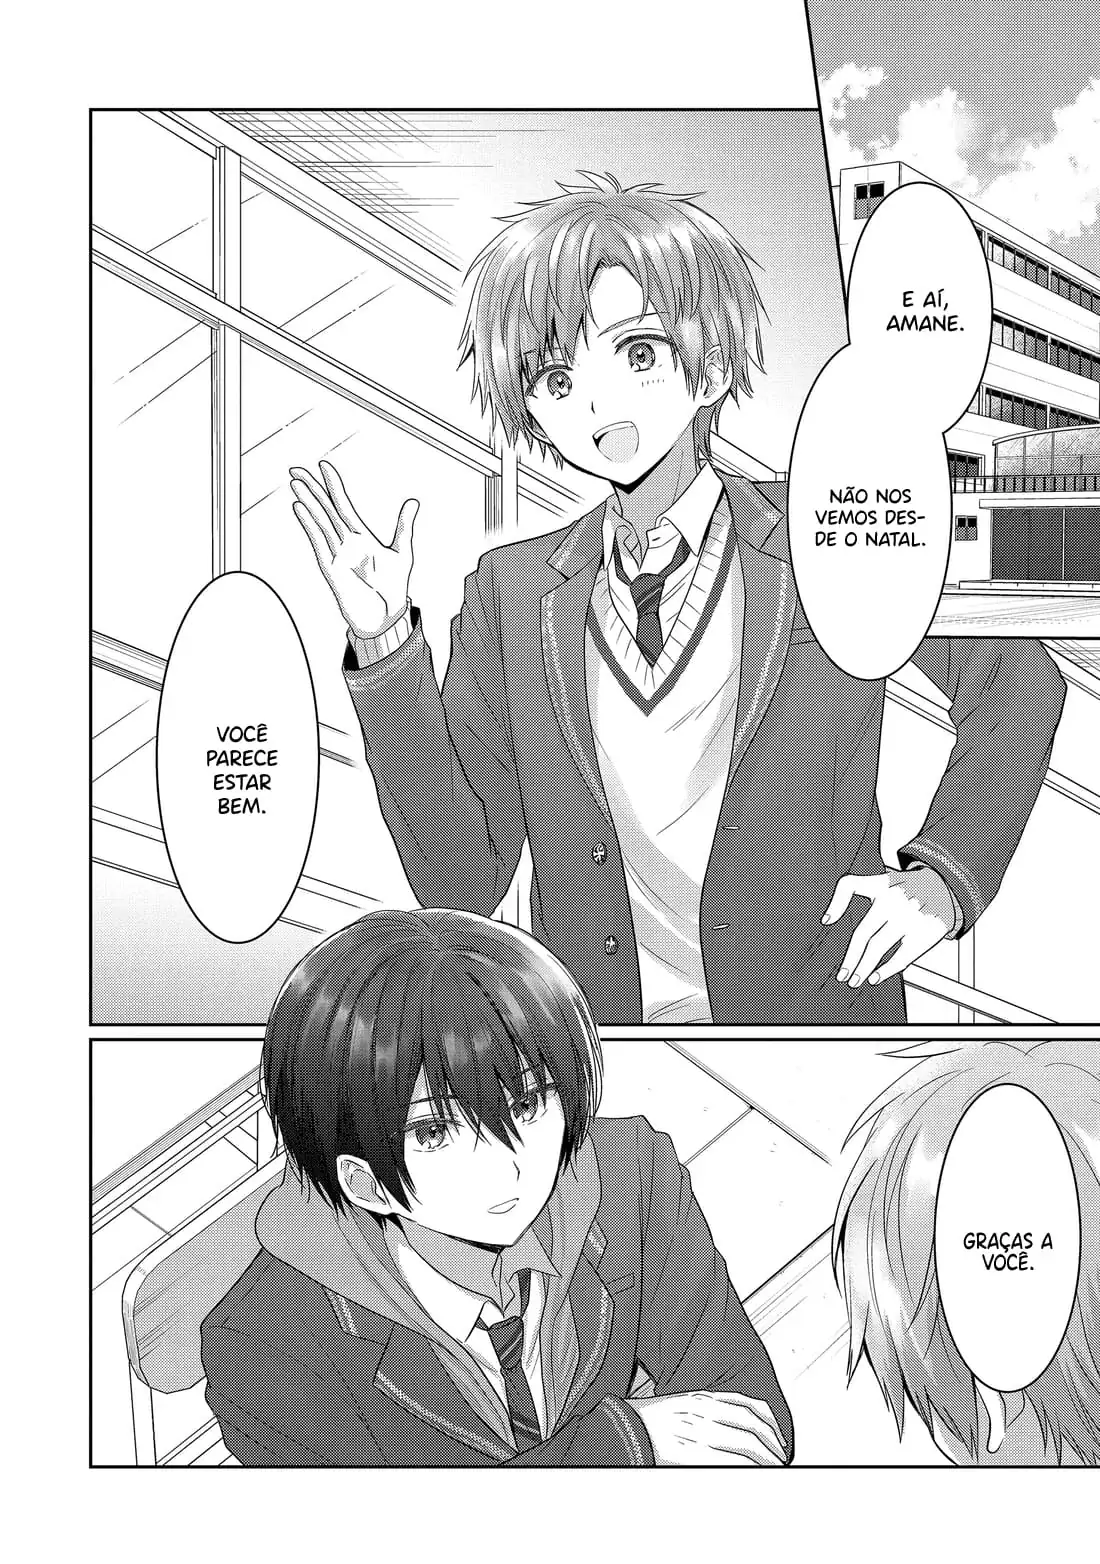 E AÍ,
AMANE.
NÃO NOS
VEMOS DES-
DE O NATAL.
VOCÊ
PARECE
ESTAR
BEM.
GRAÇAS A
VOCÊ.